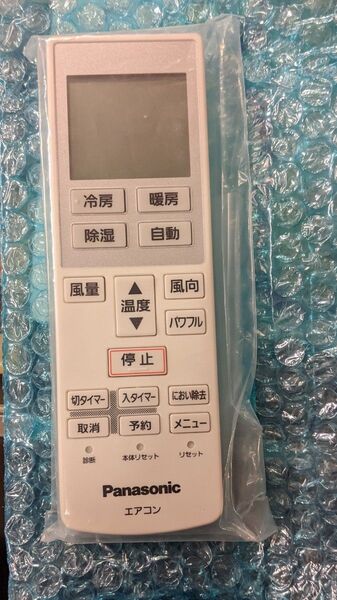 冷房 暖房
除湿 自動
風量 ▲ 風向
温度
▼ パワフル
停止
切タイマー 入タイマー におい除去
取消 予約 メニュー
診断 本体リセット リセット
Panasonic
エアコン